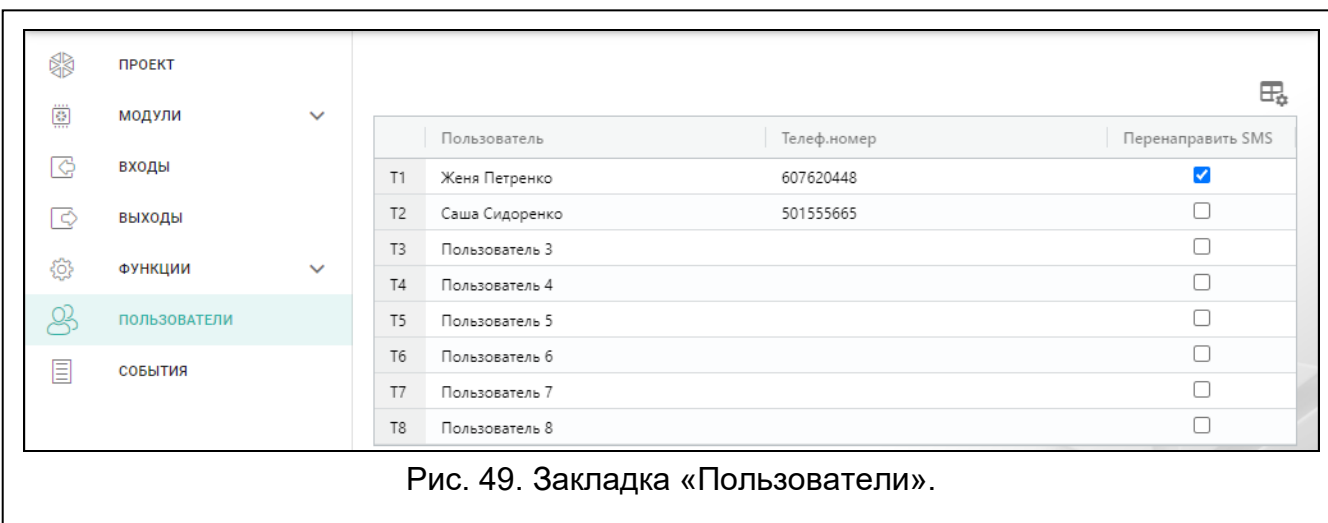 ПРОЕКТ
МОДУЛИ
ВХОДЫ
ВЫХОДЫ
ФУНКЦИИ
ПОЛЬЗОВАТЕЛИ
СОБЫТИЯ
Пользователь Телеф.номер Перенаправить SMS
T1 Женя Петренко 607620448
T2 Саша Сидоренко 501555665
T3 Пользователь 3
T4 Пользователь 4
T5 Пользователь 5
T6 Пользователь 6
T7 Пользователь 7
T8 Пользователь 8
Рис. 49. Закладка «Пользователи».